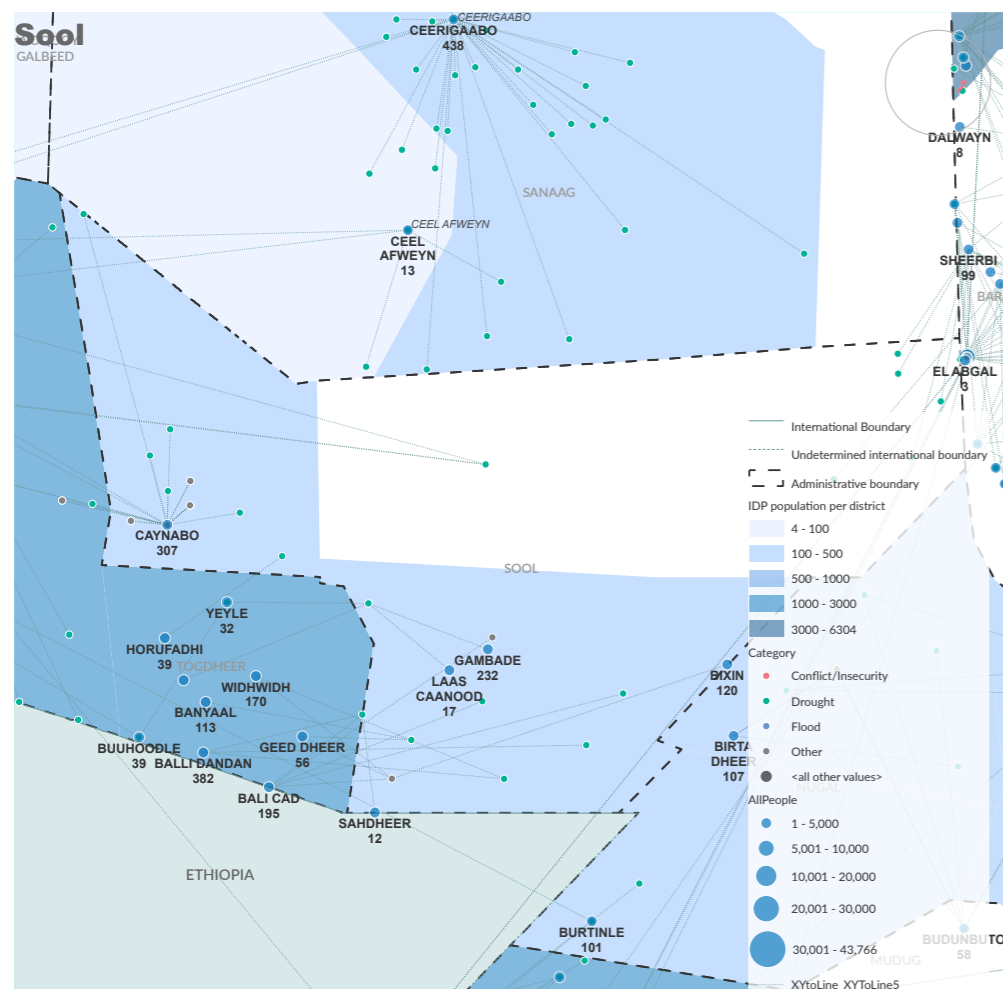 Sool
GALBEED
CEERIGAABO
CEERIGAABO
438
SANAAG
DALWAYN
8
CEEL AFWEYN
CEEL
AFWEYN
13
SHEERBI
99
BAR
EL ABGAL
3
CAYNABO
307
SOOL
YEYLE
32
HORUFADHI
39
TOGDHEER
WIDHWIDH
170
BANYAAL
113
BUUHOODLE
39
BALLI DANDAN
382
GEED DHEER
56
BALI CAD
195
GAMBADE
232
LAAS
CAANOOD
17
SAHDHEER
12
ETHIOPIA
BIXIN
120
BIRTA
DHEER
107
NUGAL
BURTINLE
101
BUDUNBUTO
58
MUDUG
International Boundary
Undetermined international boundary
Administrative boundary
IDP population per district
4 - 100
100 - 500
500 - 1000
1000 - 3000
3000 - 6304
Category
Conflict/Insecurity
Drought
Flood
Other
<all other values>
AllPeople
1 - 5,000
5,001 - 10,000
10,001 - 20,000
20,001 - 30,000
30,001 - 43,766
XYtoLine_XYToLine5